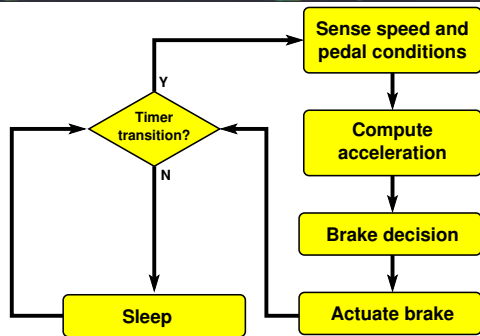 Sense speed and
pedal conditions
Y
Timer
transition?
Compute
acceleration
N
Brake decision
Sleep
Actuate brake